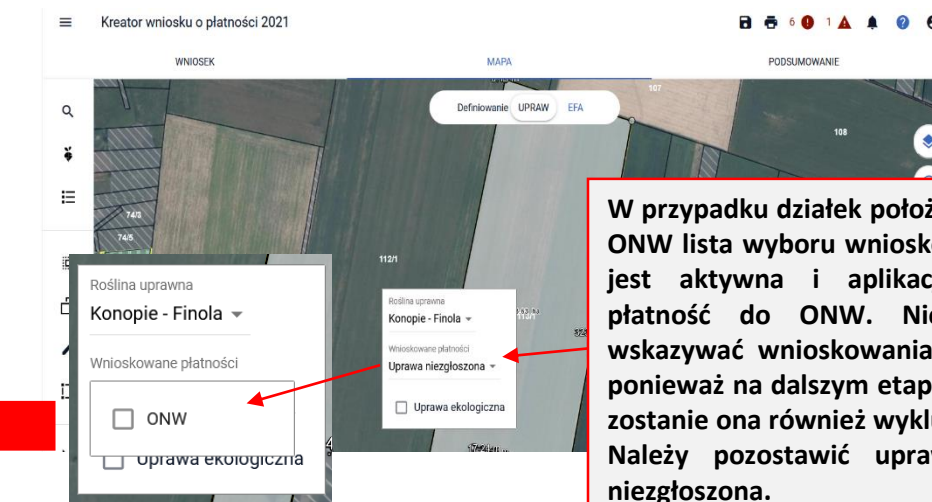 Kreator wniosku o płatności 2021
6 1
WNIOSEK MAPA PODSUMOWANIE
Definiowanie UPRAW EFA
107
108
74/3
74/5
112/1
Roślina uprawna
Konopie - Finola
Wnioskowane płatności
Uprawa niezgłoszona
Uprawa ekologiczna
Roślina uprawna
Konopie - Finola
Wnioskowane płatności
ONW
Uprawa ekologiczna
W przypadku działek położ
ONW lista wyboru wniosko
jest aktywna i aplikac
płatność do ONW. Nie
wskazywać wnioskowania
ponieważ na dalszym etap
zostanie ona również wyklu
Należy pozostawić upraw
niezgłoszona.